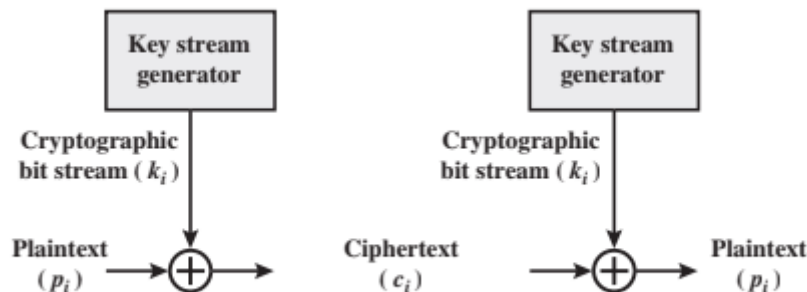 Key stream
generator
Key stream
generator
Cryptographic
bit stream ( kᵢ )
Cryptographic
bit stream ( kᵢ )
Plaintext
( pᵢ )
Ciphertext
( cᵢ )
Plaintext
( pᵢ )